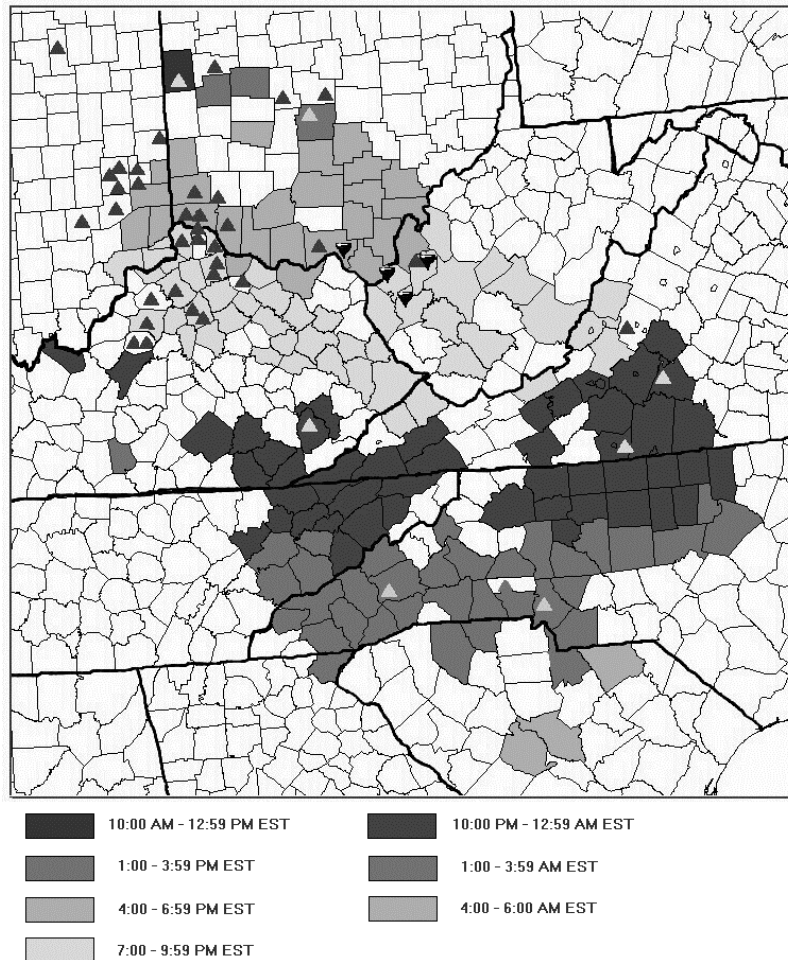 10:00 AM - 12:59 PM EST
10:00 PM - 12:59 AM EST
1:00 - 3:59 PM EST
1:00 - 3:59 AM EST
4:00 - 6:59 PM EST
4:00 - 6:00 AM EST
7:00 - 9:59 PM EST